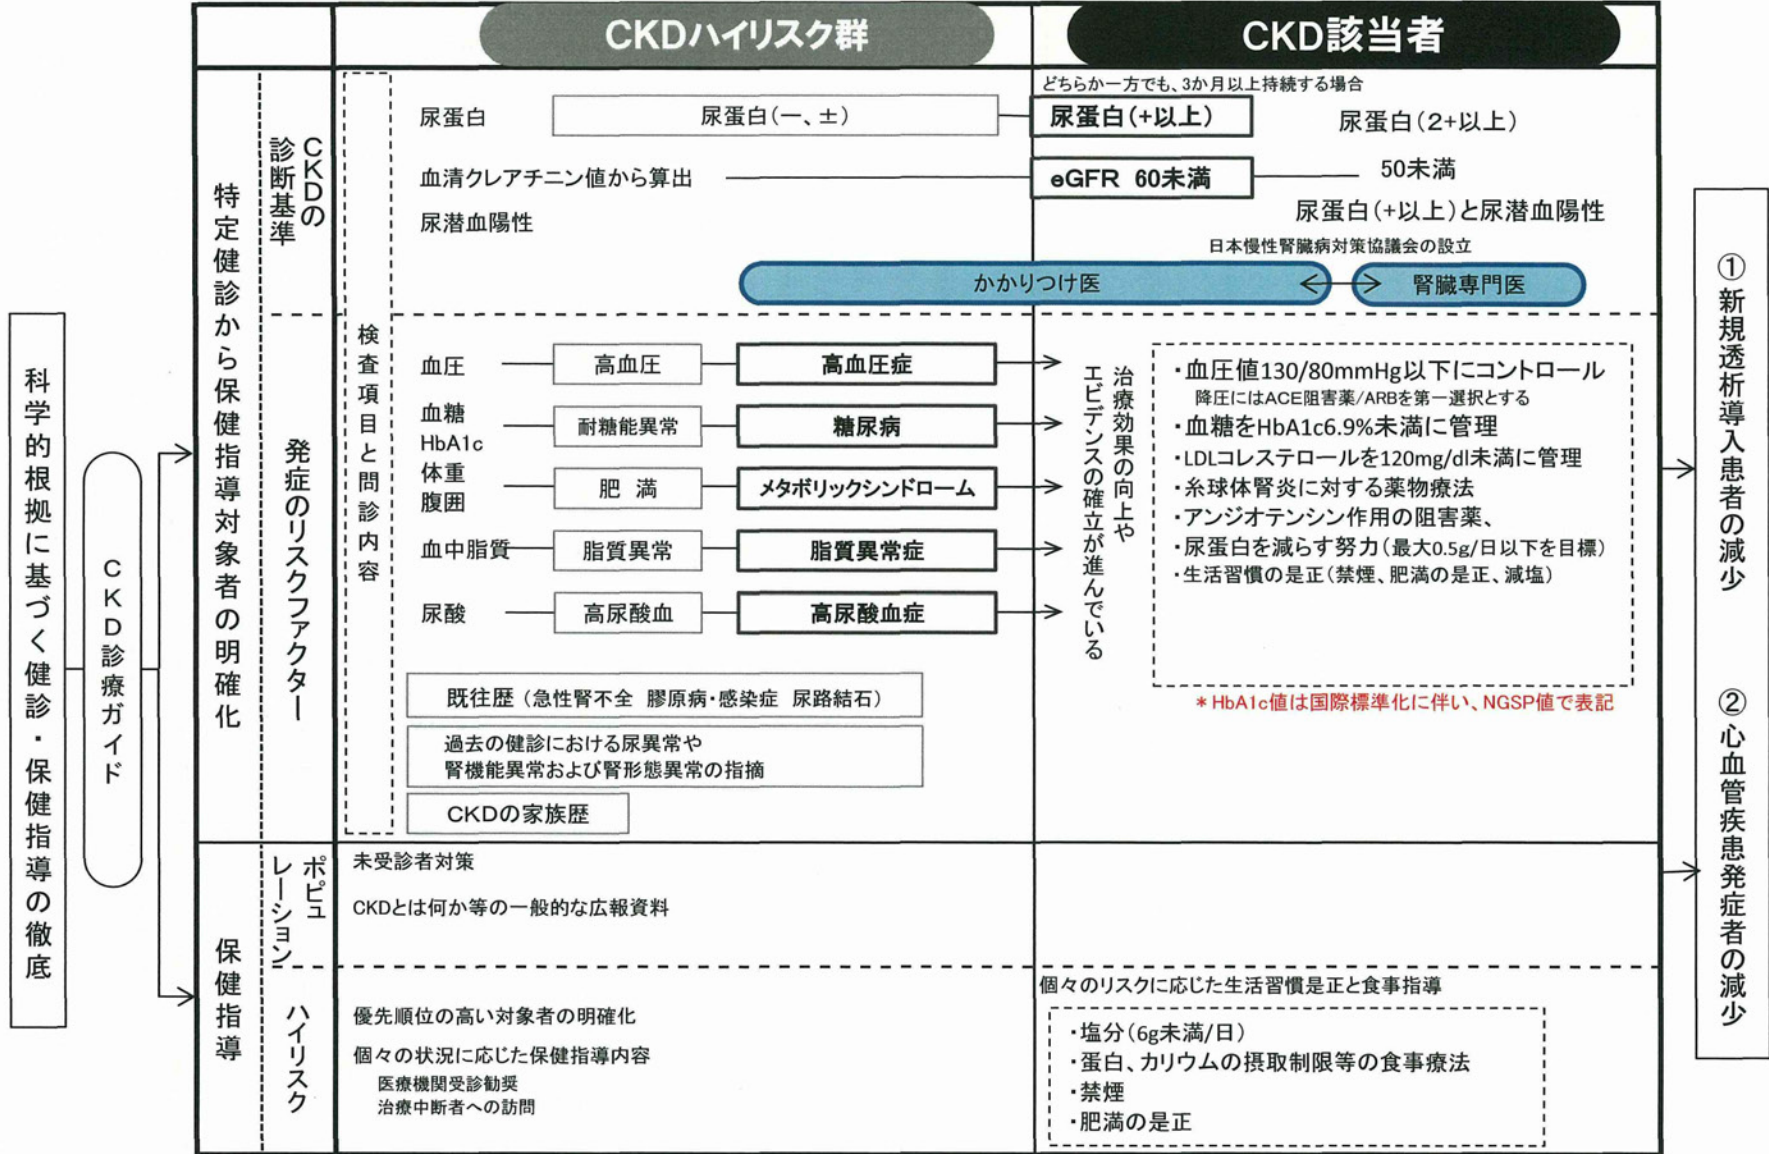 科学的根拠に基づく健診・保健指導の徹底
CKD診療ガイド
CKDハイリスク群
CKD該当者
特定健診から保健指導対象者の明確化
CKDの
診断基準
検査項目と問診内容
どちらか一方でも、3か月以上持続する場合
尿蛋白
尿蛋白(ー、±)
尿蛋白(+以上)
尿蛋白(2+以上)
血清クレアチニン値から算出
eGFR 60未満
50未満
尿潜血陽性
尿蛋白(+以上)と尿潜血陽性
日本慢性腎臓病対策協議会の設立
かかりつけ医
腎臓専門医
発症のリスクファクター
血圧
高血圧
高血圧症
血糖
HbA1c
耐糖能異常
糖尿病
体重
腹囲
肥 満
メタボリックシンドローム
血中脂質
脂質異常
脂質異常症
尿酸
高尿酸血
高尿酸血症
治療効果の向上や
エビデンスの確立が進んでいる
・血圧値130/80mmHg以下にコントロール
降圧にはACE阻害薬/ARBを第一選択とする
・血糖をHbA1c6.9%未満に管理
・LDLコレステロールを120mg/dl未満に管理
・糸球体腎炎に対する薬物療法
・アンジオテンシン作用の阻害薬、
・尿蛋白を減らす努力(最大0.5g/日以下を目標)
・生活習慣の是正(禁煙、肥満の是正、減塩)
＊HbA1c値は国際標準化に伴い、NGSP値で表記
既往歴 (急性腎不全 膠原病・感染症 尿路結石)
過去の健診における尿異常や
腎機能異常および腎形態異常の指摘
CKDの家族歴
保健指導
ポピュ
レーション
未受診者対策
CKDとは何か等の一般的な広報資料
ハイリスク
優先順位の高い対象者の明確化
個々の状況に応じた保健指導内容
医療機関受診勧奨
治療中断者への訪問
個々のリスクに応じた生活習慣是正と食事指導
・塩分(6g未満/日)
・蛋白、カリウムの摂取制限等の食事療法
・禁煙
・肥満の是正
①新規透析導入患者の減少
②心血管疾患発症者の減少